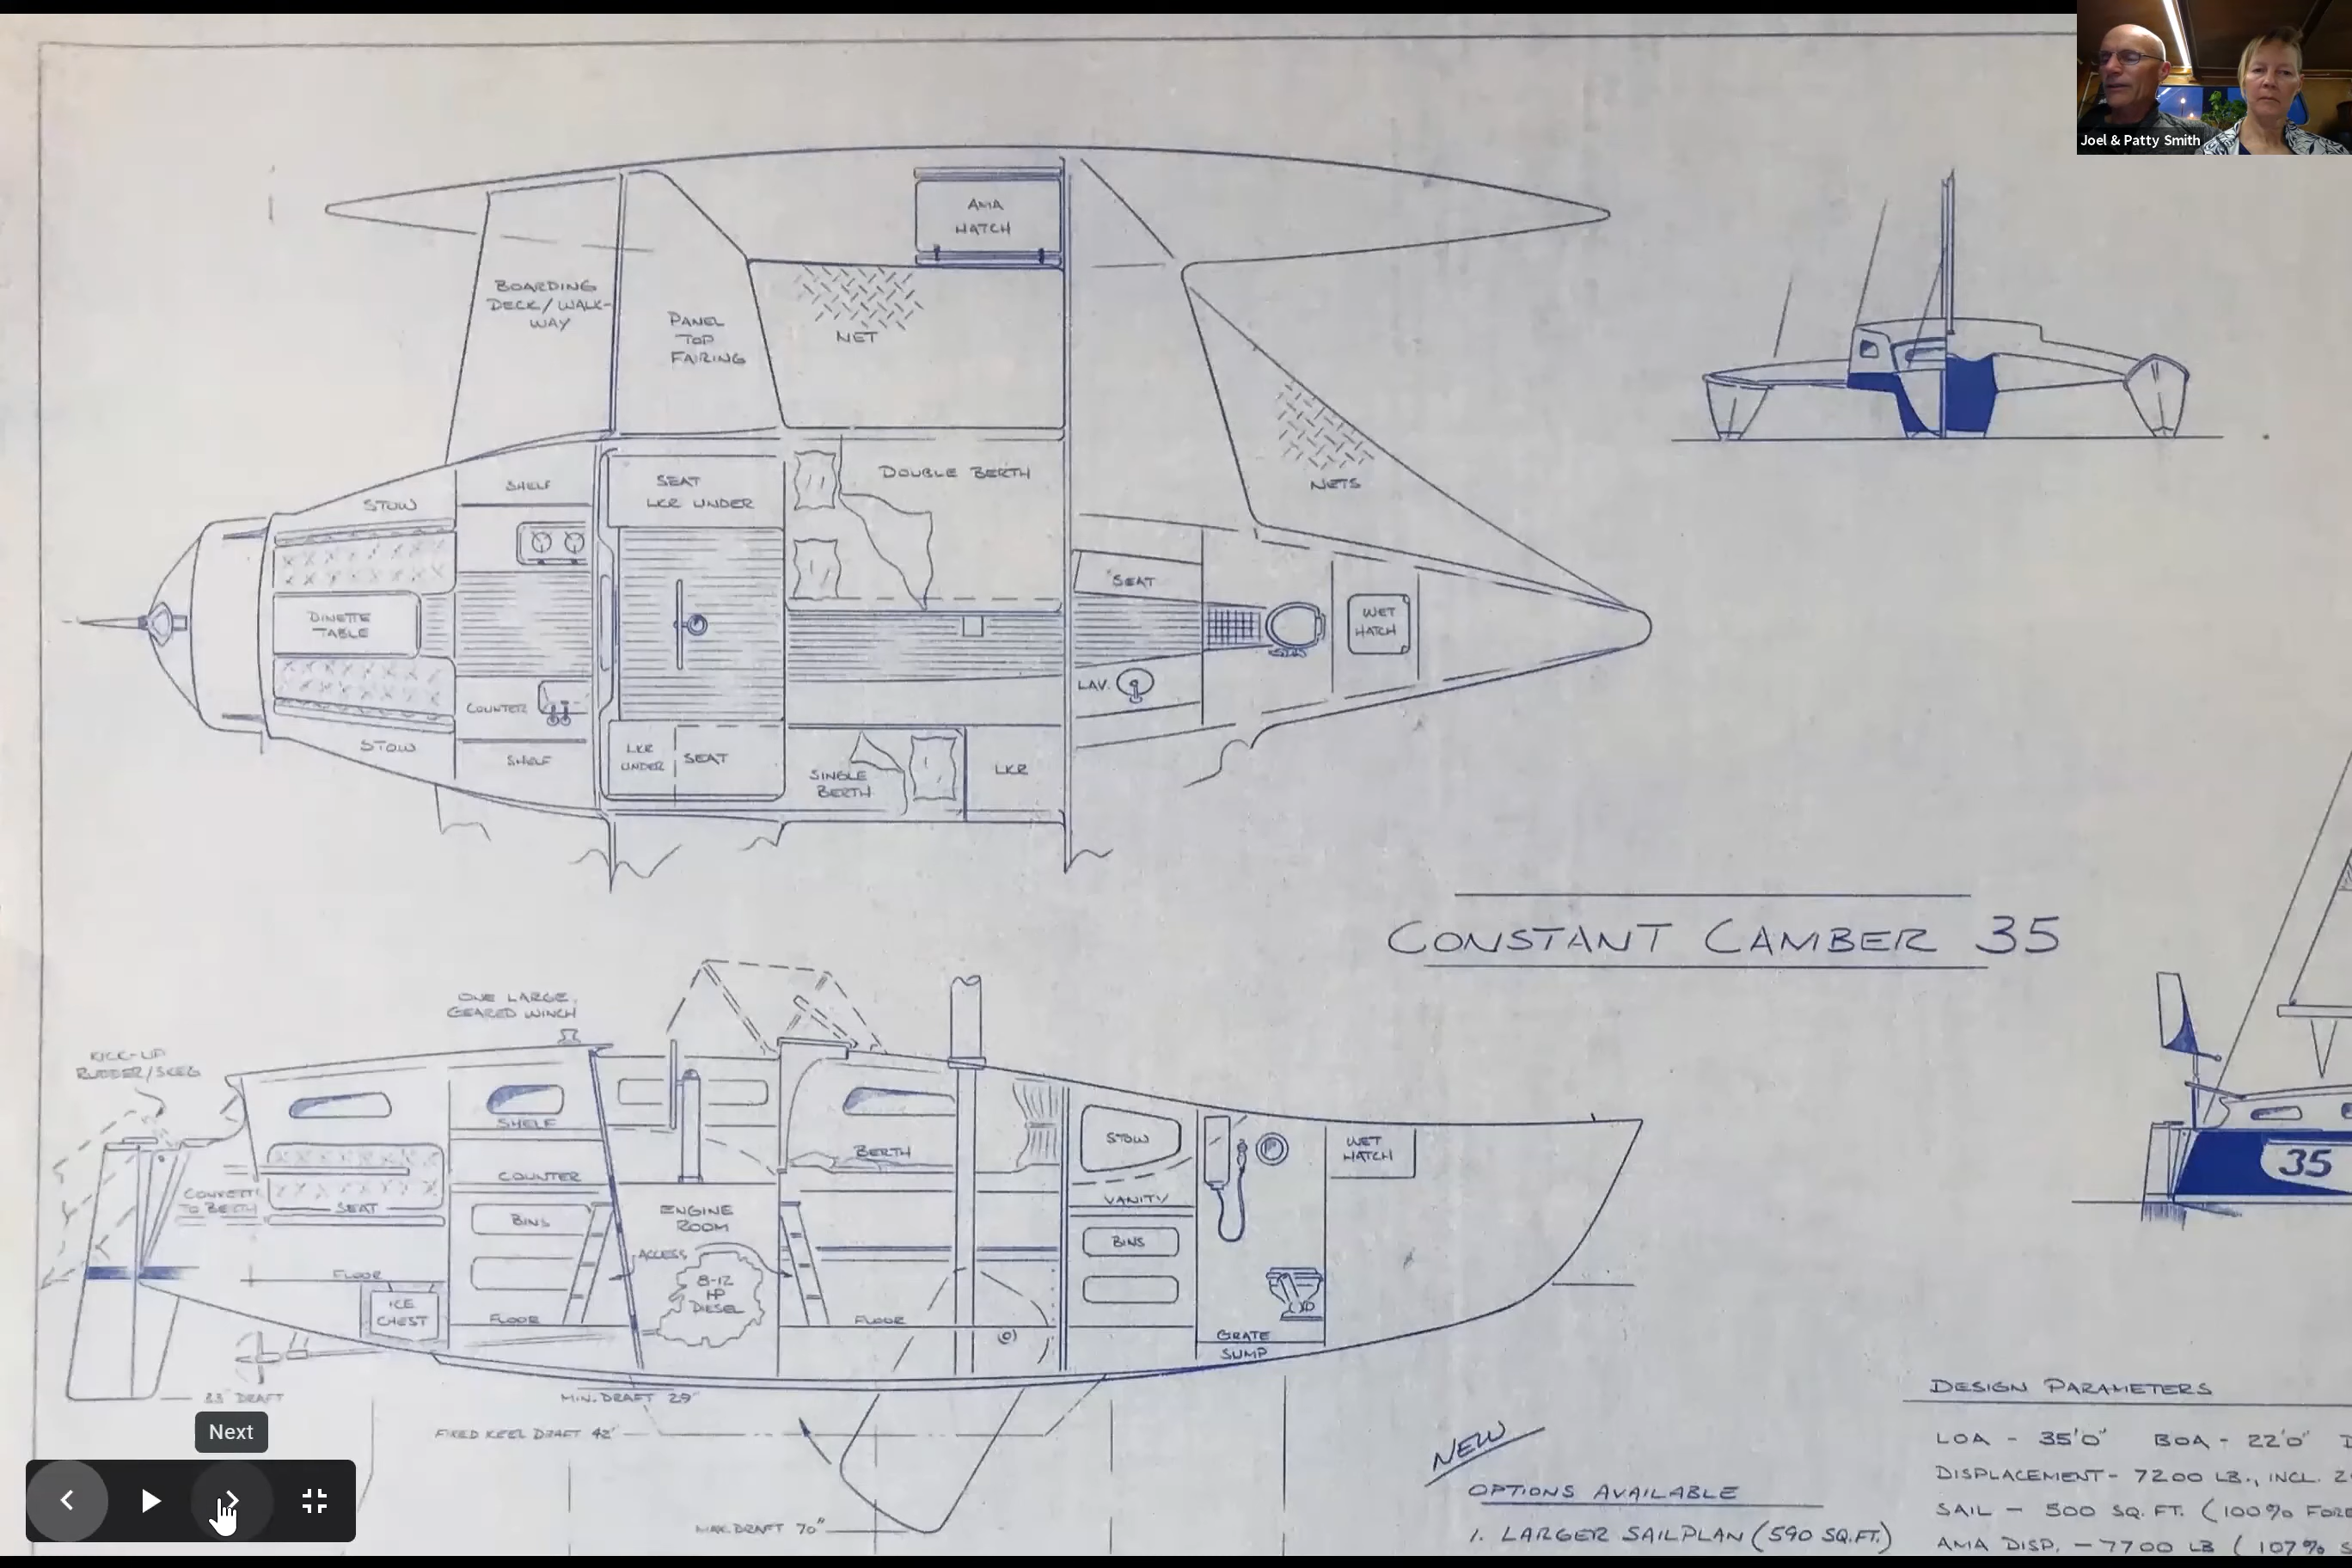 Joel & Patty Smith
AMA
HATCH
BOARDING
DECK/WALK-
WAY
PANEL
TOP
FAIRING
NET
NETS
STOW
SHELF
SEAT
LKR UNDER
DOUBLE BERTH
SEAT
DINETTE
TABLE
WET
HATCH
COUNTER
LAV.
STOW
SHELF
LKR
UNDER
SEAT
SINGLE
BERTH
LKR
CONSTANT CAMBER 35
ONE LARGE
GEARED WINCH
KICK-UP
RUDDER/SKEG
SHELF
BERTH
STOW
WET
HATCH
COUNTER
CONVERTS
TO BERTH
SEAT
VANITY
35
BINS
ENGINE
ROOM
BINS
ACCESS
FLOOR
8-12
HP
DIESEL
ICE
CHEST
FLOOR
FLOOR
GRATE
SUMP
23" DRAFT
MIN. DRAFT 29"
FIXED KEEL DRAFT 42"
MAX. DRAFT 70"
Next
NEW
OPTIONS AVAILABLE
1. LARGER SAILPLAN (590 SQ.FT.)
DESIGN PARAMETERS
LOA - 35'0" BOA - 22'0"
DISPLACEMENT - 7200 LB., INCL.
SAIL - 500 SQ. FT. (100% FORE
AMA DISP. - 7700 LB (107%